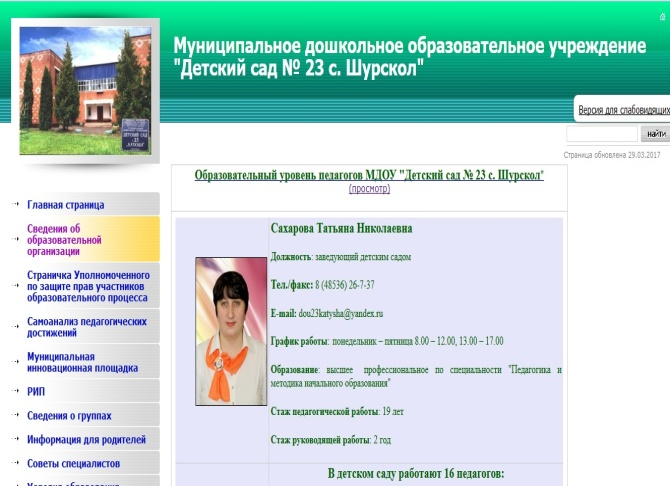 Муниципальное дошкольное образовательное учреждение
"Детский сад № 23 с. Шурскол"
Версия для слабовидящих
найти
Страница обновлена 29.03.2017
Главная страница
Сведения об
образовательной
организации
Страничка Уполномоченного
по защите прав участников
образовательного процесса
Самоанализ педагогических
достижений
Муниципальная
инновационная площадка
РИП
Сведения о группах
Информация для родителей
Советы специалистов
Образовательный уровень педагогов МДОУ "Детский сад № 23 с. Шурскол"
(просмотр)
Сахарова Татьяна Николаевна
Должность: заведующий детским садом
Тел./факс: 8 (48536) 26-7-37
E-mail: dou23katysha@yandex.ru
График работы: понедельник – пятница 8.00 – 12.00, 13.00 – 17.00
Образование: высшее профессиональное по специальности "Педагогика и
методика начального образования"
Стаж педагогической работы: 19 лет
Стаж руководящей работы: 2 год
В детском саду работают 16 педагогов: